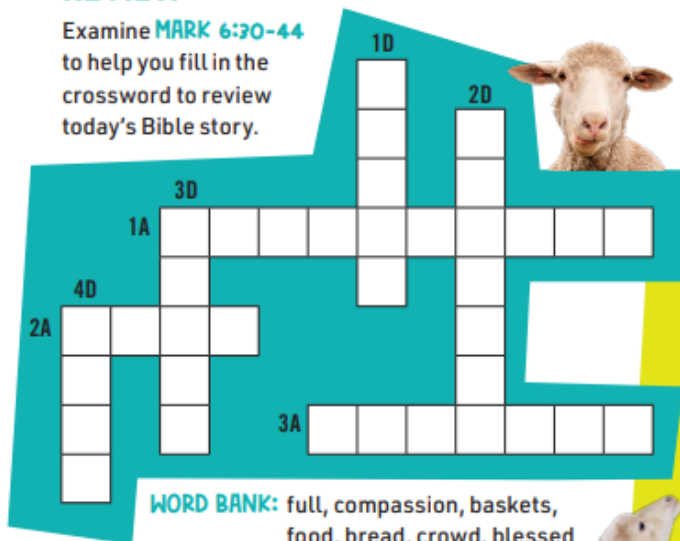 Examine MARK 6:30-44
to help you fill in the
crossword to review
today's Bible story.
1D
2D
3D
1A
4D
2A
3A
WORD BANK: full, compassion, baskets,
food, bread, crowd, blessed